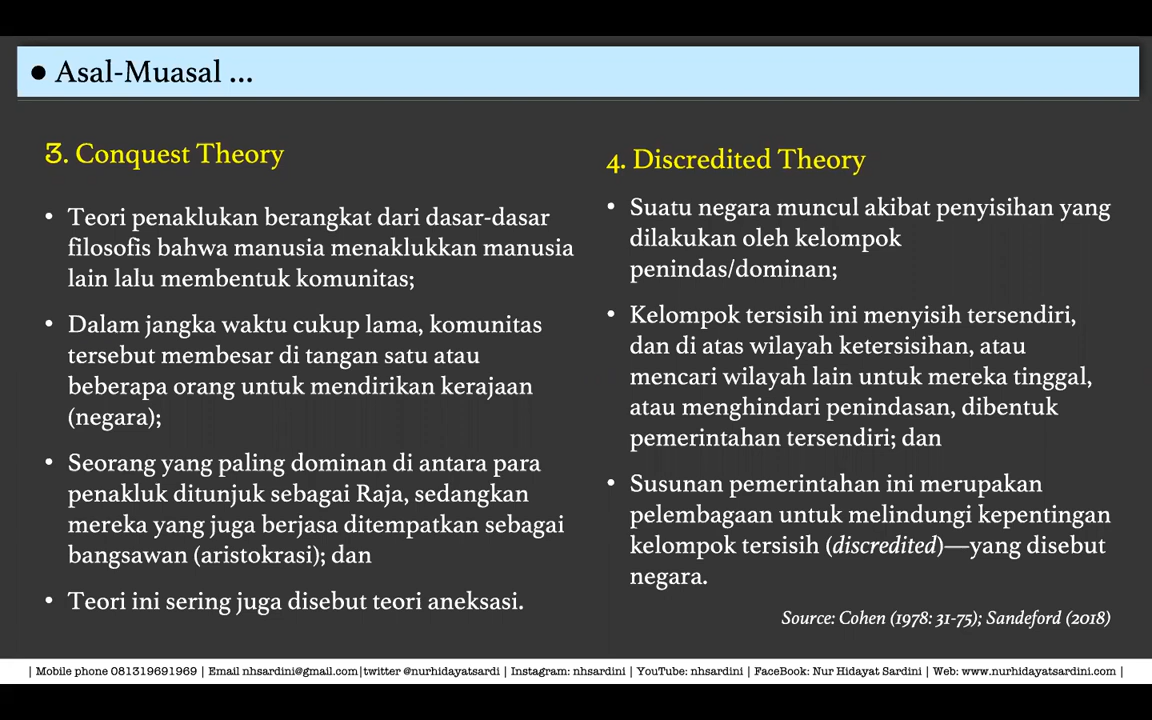 ● Asal-Muasal ...
3. Conquest Theory
• Teori penaklukan berangkat dari dasar-dasar
filosofis bahwa manusia menaklukkan manusia
lain lalu membentuk komunitas;
• Dalam jangka waktu cukup lama, komunitas
tersebut membesar di tangan satu atau
beberapa orang untuk mendirikan kerajaan
(negara);
• Seorang yang paling dominan di antara para
penakluk ditunjuk sebagai Raja, sedangkan
mereka yang juga berjasa ditempatkan sebagai
bangsawan (aristokrasi); dan
• Teori ini sering juga disebut teori aneksasi.
4. Discredited Theory
• Suatu negara muncul akibat penyisihan yang
dilakukan oleh kelompok
penindas/dominan;
• Kelompok tersisih ini menyisih tersendiri,
dan di atas wilayah ketersisihan, atau
mencari wilayah lain untuk mereka tinggal,
atau menghindari penindasan, dibentuk
pemerintahan tersendiri; dan
• Susunan pemerintahan ini merupakan
pelembagaan untuk melindungi kepentingan
kelompok tersisih (discredited)—yang disebut
negara.
Source: Cohen (1978: 31-75); Sandeford (2018)
| Mobile phone 081319691969 | Email nhsardini@gmail.com|twitter @nurhidayatsardi | Instagram: nhsardini | YouTube: nhsardini | FaceBook: Nur Hidayat Sardini | Web: www.nurhidayatsardini.com |